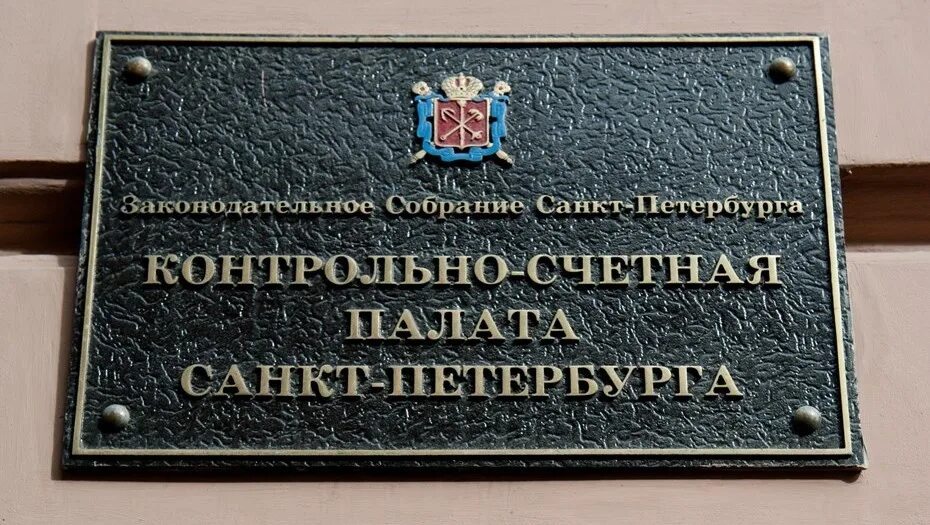 Законодательное Собрание Санкт-Петербурга
КОНТРОЛЬНО-СЧЕТНАЯ
ПАЛАТА
САНКТ-ПЕТЕРБУРГА